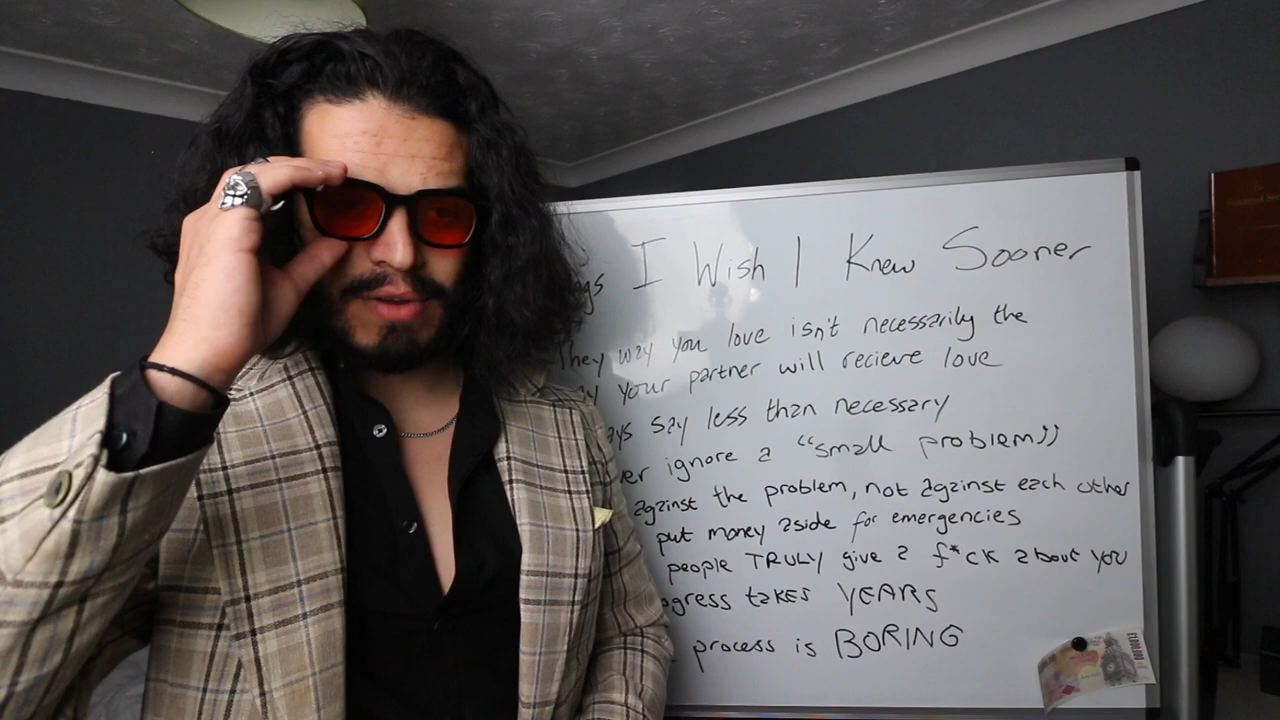 I Wish I Knew Sooner
They way you love isn't necessarily the
your partner will recieve love
say less than necessary
ignore a "small problem"
against the problem, not against each other
put money aside for emergencies
people TRULY give a f*ck about you
takes YEARS
process is BORING